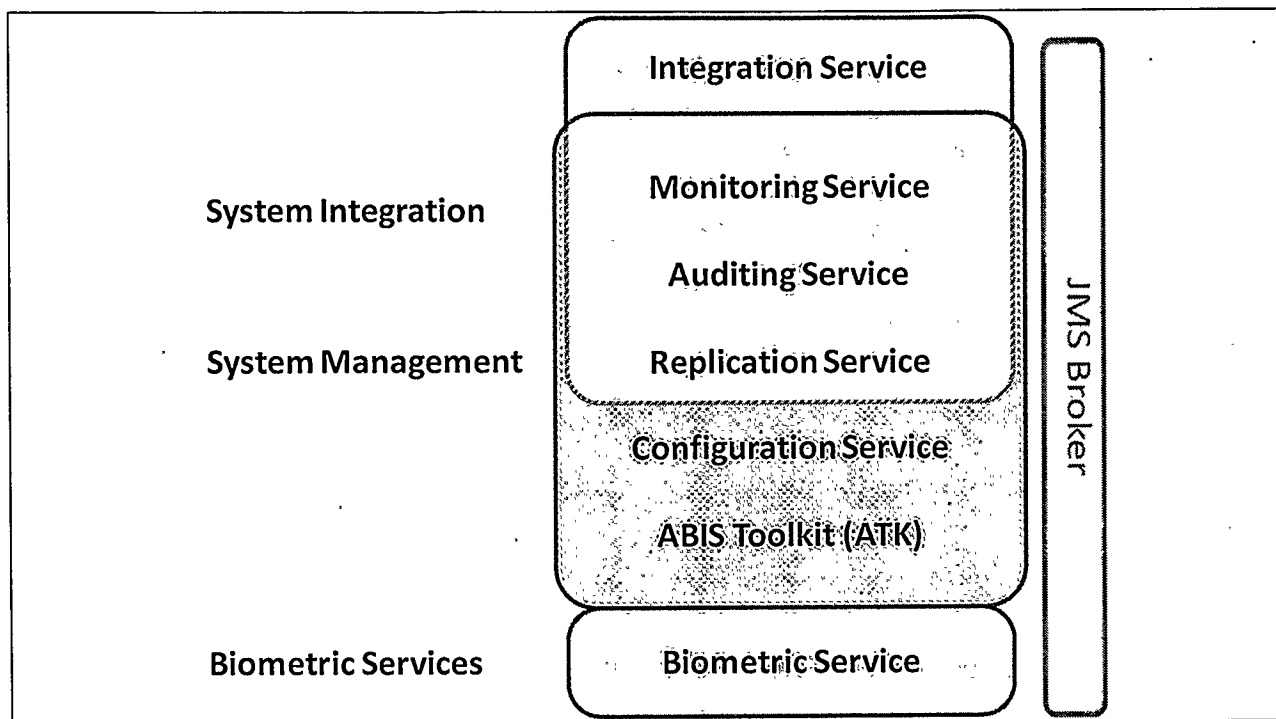 Integration Service
Monitoring Service
System Integration
Auditing Service
System Management
Replication Service
Configuration Service
ABIS Toolkit (ATK)
Biometric Services
Biometric Service
JMS Broker